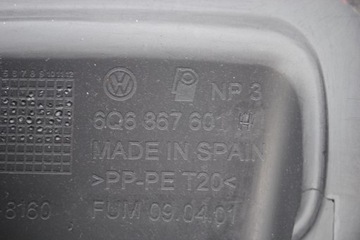 NP 3
6Q6 867 601 H
MADE IN SPAIN
>PP-PE T20<
8160
FUM 09.04.01